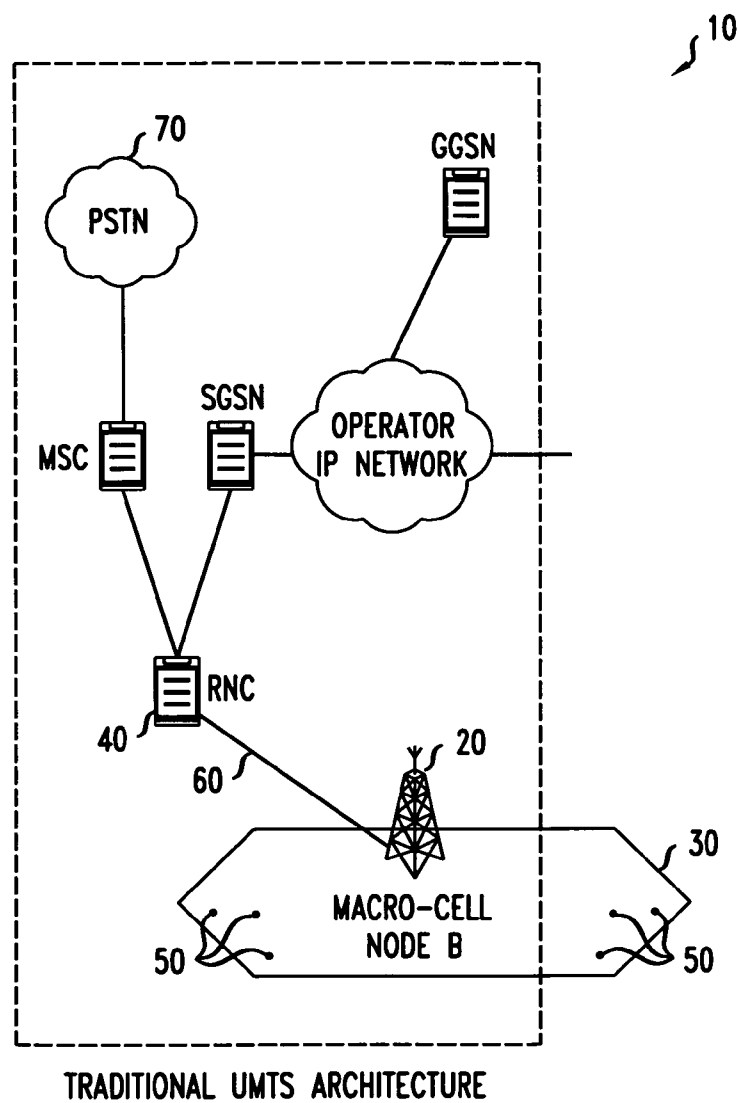 10
70
PSTN
GGSN
MSC
SGSN
OPERATOR
IP NETWORK
RNC
40
60
20
30
MACRO-CELL
NODE B
50
50
TRADITIONAL UMTS ARCHITECTURE